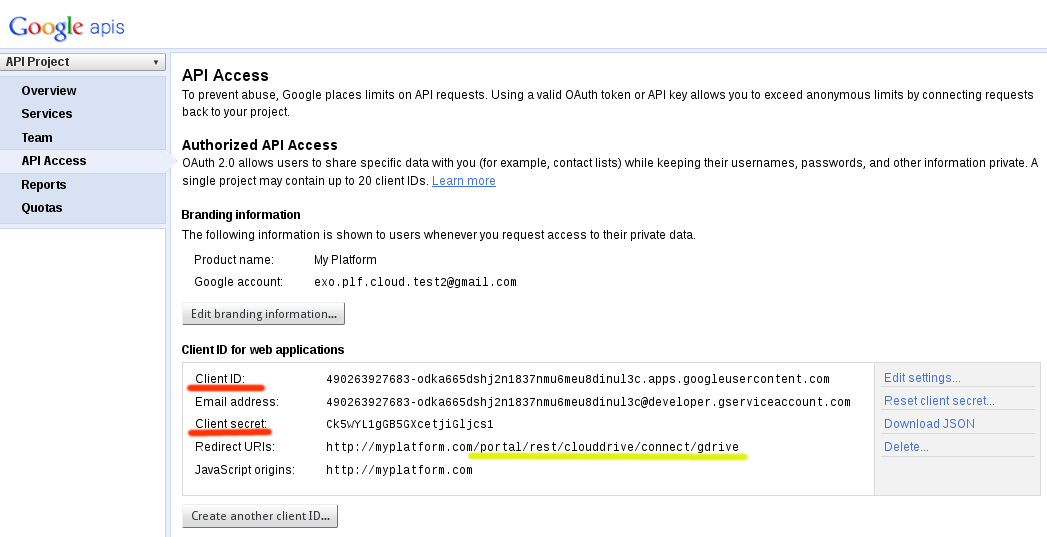 Google apis
API Project
Overview
Services
Team
API Access
Reports
Quotas
API Access
To prevent abuse, Google places limits on API requests. Using a valid OAuth token or API key allows you to exceed anonymous limits by connecting requests
back to your project.
Authorized API Access
OAuth 2.0 allows users to share specific data with you (for example, contact lists) while keeping their usernames, passwords, and other information private. A
single project may contain up to 20 client IDs. Learn more
Branding information
The following information is shown to users whenever you request access to their private data.
Product name: My Platform
Google account: exo.plf.cloud.test2@gmail.com
Edit branding information...
Client ID for web applications
Client ID: 490263927683-odka665dshj2n1837nmu6meu8dinul3c.apps.googleusercontent.com
Email address: 490263927683-odka665dshj2n1837nmu6meu8dinul3c@developer.gserviceaccount.com
Client secret: Ck5wYL1gGB5GXcetjiGljcs1
Redirect URIs: http://myplatform.com/portal/rest/clouddrive/connect/gdrive
JavaScript origins: http://myplatform.com
Edit settings...
Reset client secret...
Download JSON
Delete...
Create another client ID...